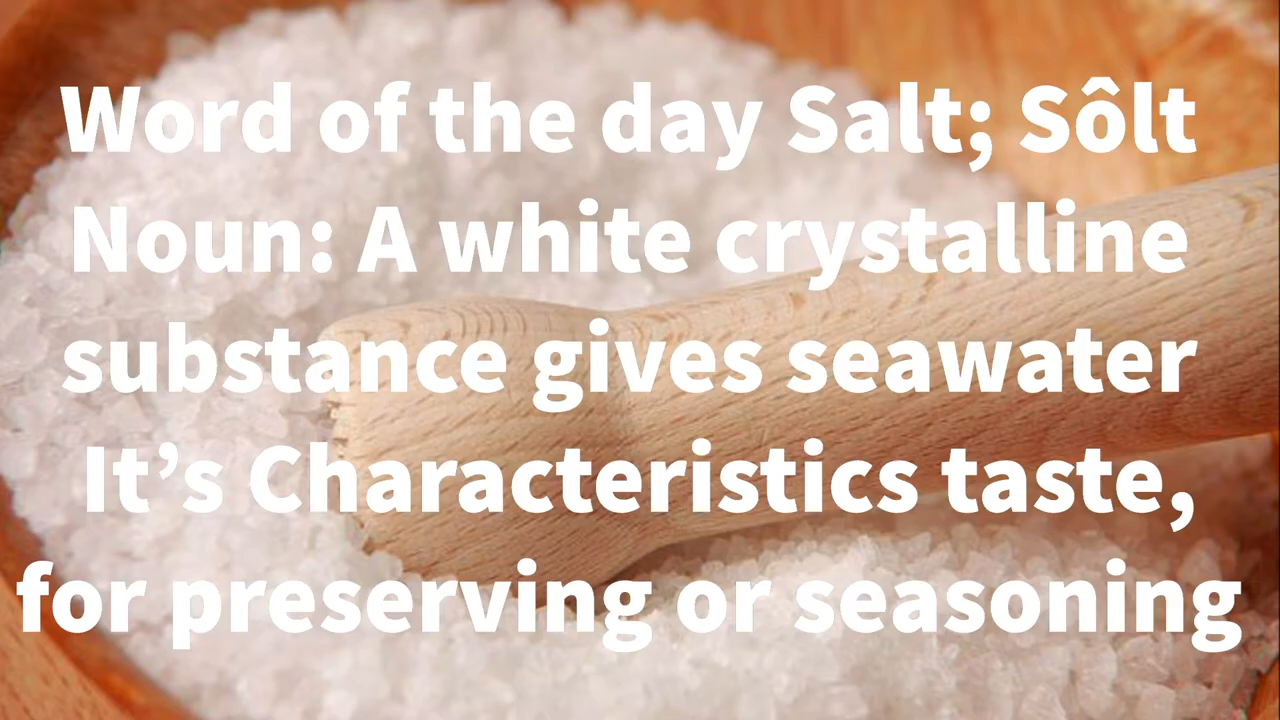 Word of the day Salt; Sôlt
Noun: A white crystalline
substance gives seawater
It’s Characteristics taste,
for preserving or seasoning